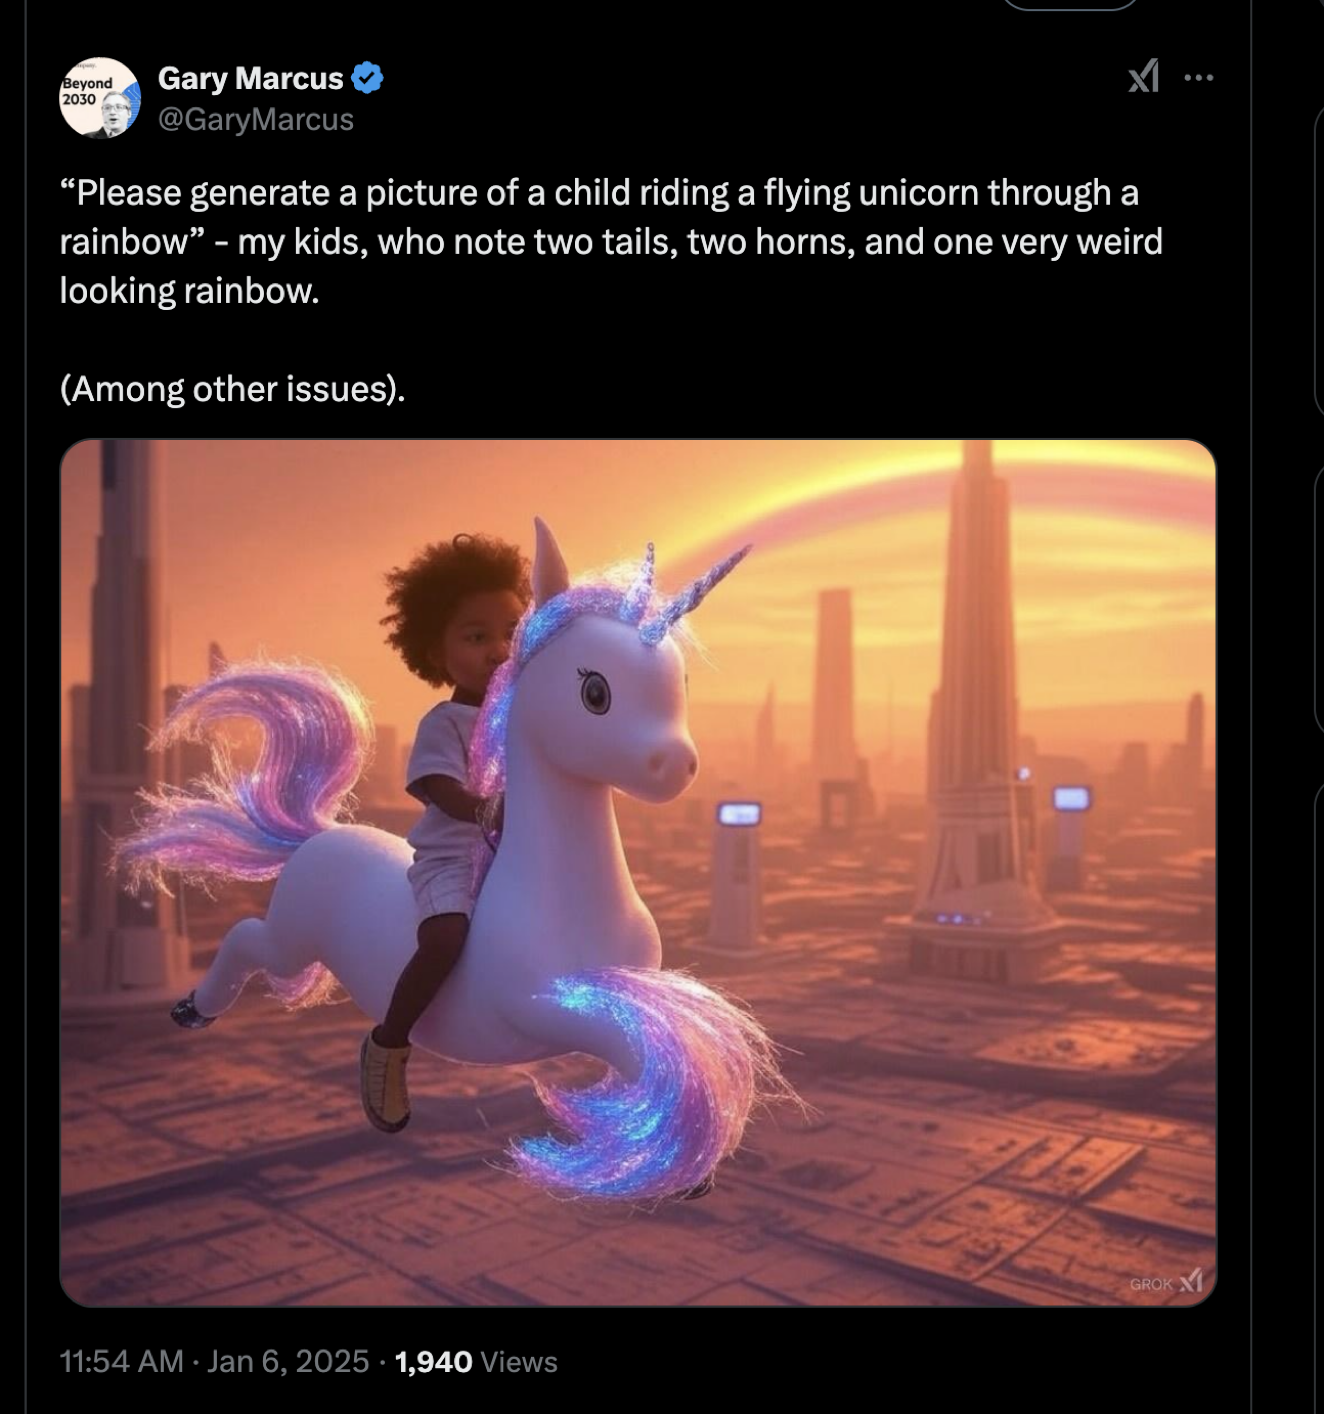 Beyond
2030
Gary Marcus
@GaryMarcus
“Please generate a picture of a child riding a flying unicorn through a
rainbow” - my kids, who note two tails, two horns, and one very weird
looking rainbow.
(Among other issues).
GROK
11:54 AM · Jan 6, 2025 · 1,940 Views